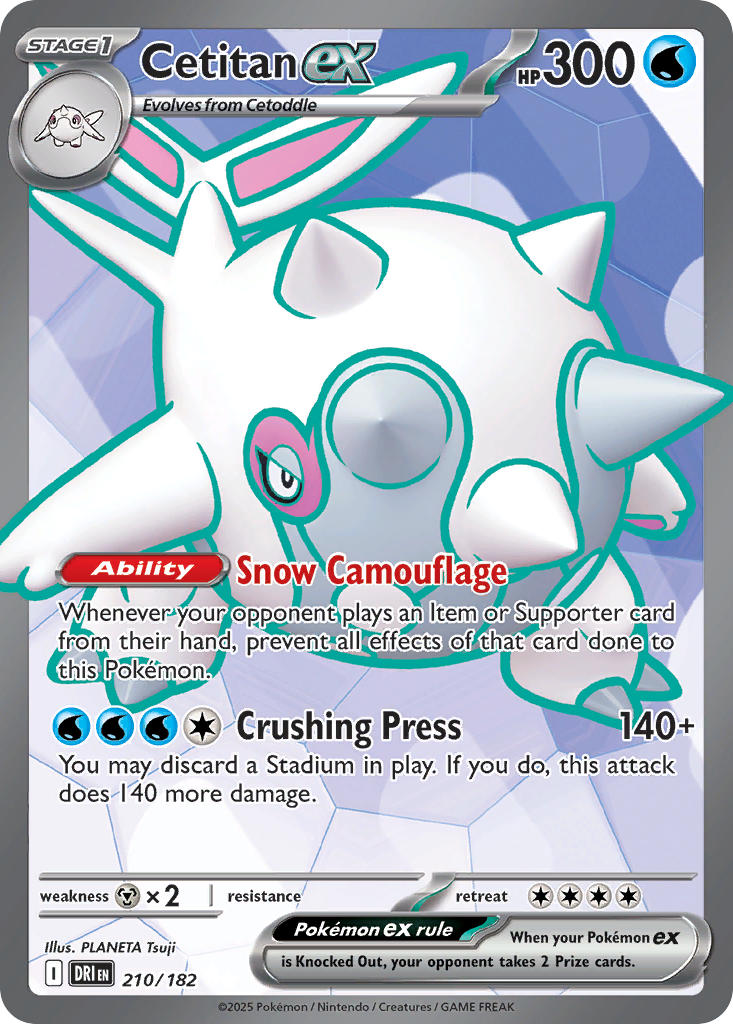 STAGE 1
Cetitan ex
HP 300
Evolves from Cetoddle
Ability Snow Camouflage
Whenever your opponent plays an Item or Supporter card
from their hand, prevent all effects of that card done to
this Pokémon.
Crushing Press 140+
You may discard a Stadium in play. If you do, this attack
does 140 more damage.
weakness ×2 resistance retreat
Illus. PLANETA Tsuji
Pokémon ex rule When your Pokémon ex
is Knocked Out, your opponent takes 2 Prize cards.
I DRI EN 210/182
©2025 Pokémon / Nintendo / Creatures / GAME FREAK